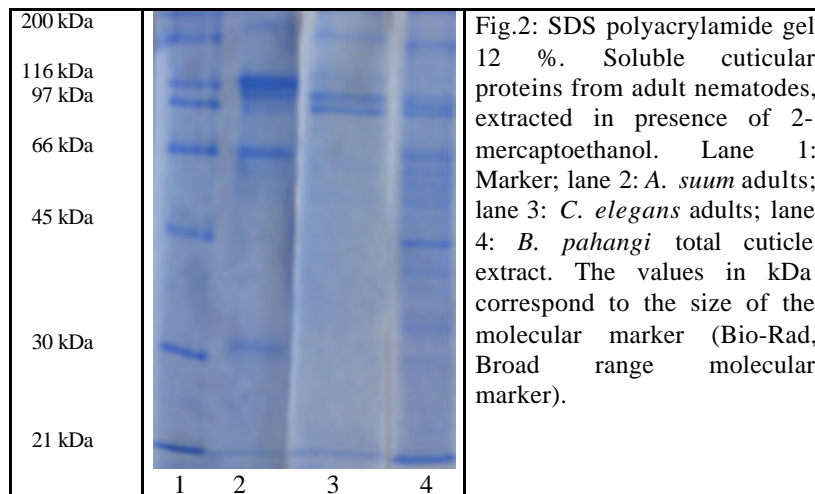 200 kDa
116 kDa
97 kDa
66 kDa
45 kDa
30 kDa
21 kDa
1 2 3 4
Fig.2: SDS polyacrylamide gel
12 %. Soluble cuticular
proteins from adult nematodes,
extracted in presence of 2-
mercaptoethanol. Lane 1:
Marker; lane 2: A. suum adults;
lane 3: C. elegans adults; lane
4: B. pahangi total cuticle
extract. The values in kDa
correspond to the size of the
molecular marker (Bio-Rad,
Broad range molecular
marker).